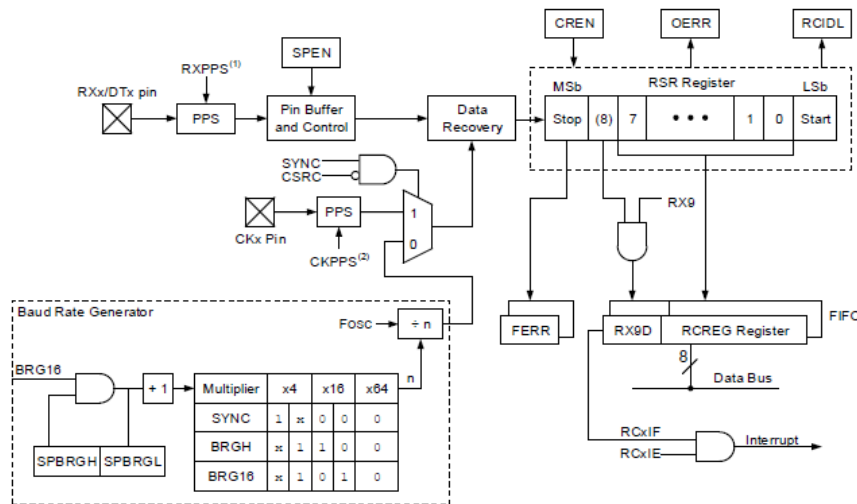 CREN
OERR
RCIDL
SPEN
RXPPS(1)
RXx/DTx pin
PPS
Pin Buffer
and Control
Data
Recovery
MSb
RSR Register
LSb
Stop
(8)
7
• • •
1
0
Start
SYNC
CSRC
PPS
1
0
CKx Pin
CKPPS(2)
RX9
FERR
RX9D
RCREG Register
FIFO
8
Data Bus
Baud Rate Generator
FOSC
÷ n
n
BRG16
+ 1
SPBRGH
SPBRGL
Multiplier x4 x16 x64
SYNC 1 x 0 0 0
BRGH x 1 1 0 0
BRG16 x 1 0 1 0
RCxIF
RCxIE
Interrupt